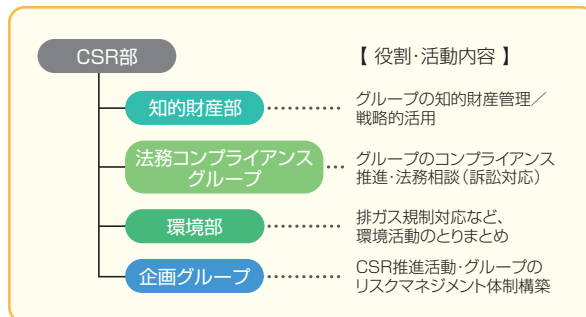 CSR部
【 役割・活動内容 】
知的財産部
グループの知的財産管理／
戦略的活用
法務コンプライアンス
グループ
グループのコンプライアンス
推進・法務相談（訴訟対応）
環境部
排ガス規制対応など、
環境活動のとりまとめ
企画グループ
CSR推進活動・グループの
リスクマネジメント体制構築